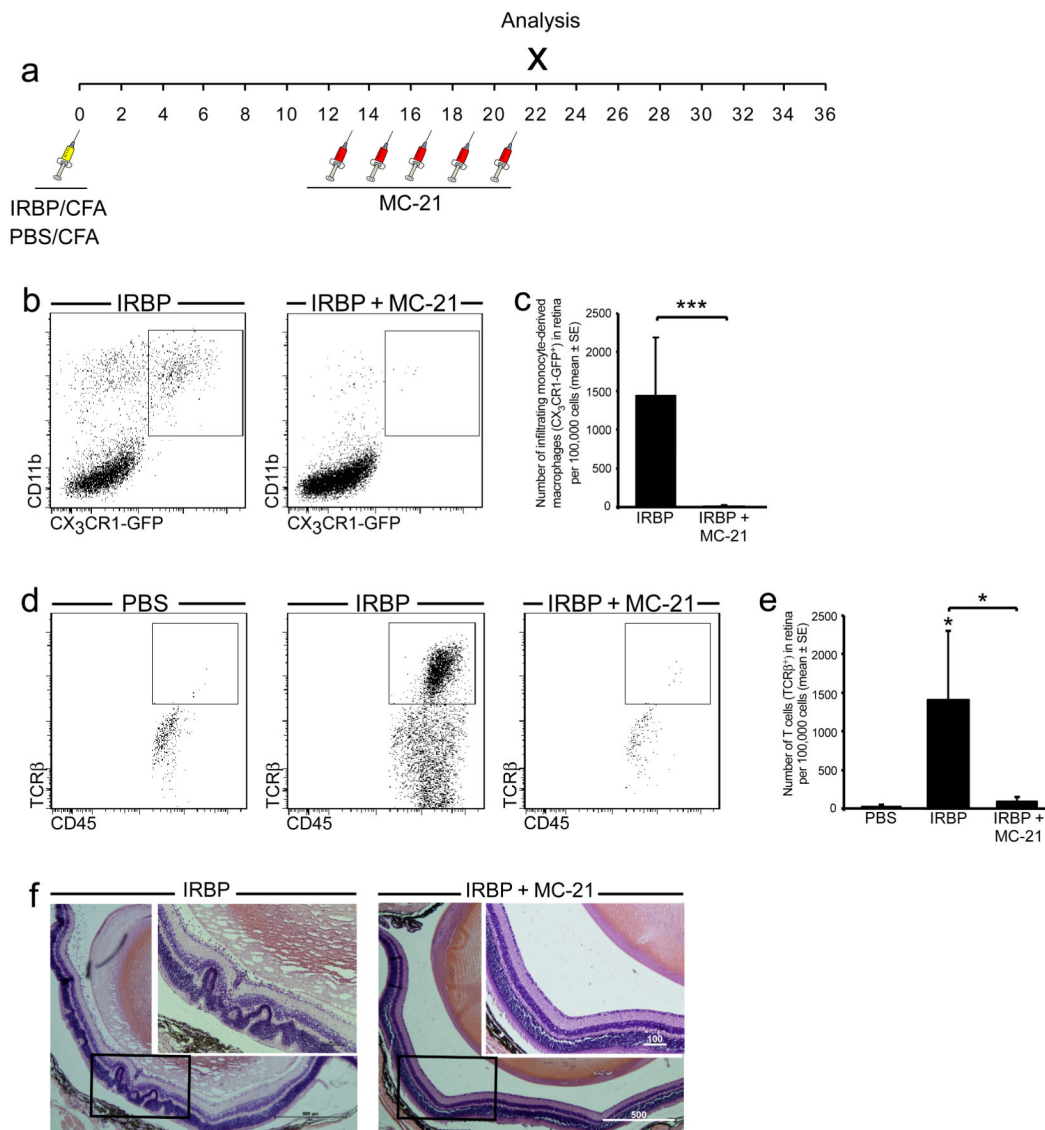 Analysis
X
a
0 2 4 6 8 10 12 14 16 18 20 22 24 26 28 30 32 34 36
IRBP/CFA
PBS/CFA
MC-21
b
IRBP
IRBP + MC-21
CD11b
CX3CR1-GFP
CX3CR1-GFP
c
***
Number of infiltrating monocyte-derived
macrophages (CX3CR1-GFP+) in retina
per 100,000 cells (mean ± SE)
2500
2000
1500
1000
500
0
IRBP
IRBP +
MC-21
d
PBS
IRBP
IRBP + MC-21
TCRβ
CD45
TCRβ
CD45
TCRβ
CD45
e
*
*
Number of T cells (TCRβ+) in retina
per 100,000 cells (mean ± SE)
2500
2000
1500
1000
500
0
PBS
IRBP
IRBP +
MC-21
f
IRBP
IRBP + MC-21
500 µm
100
500